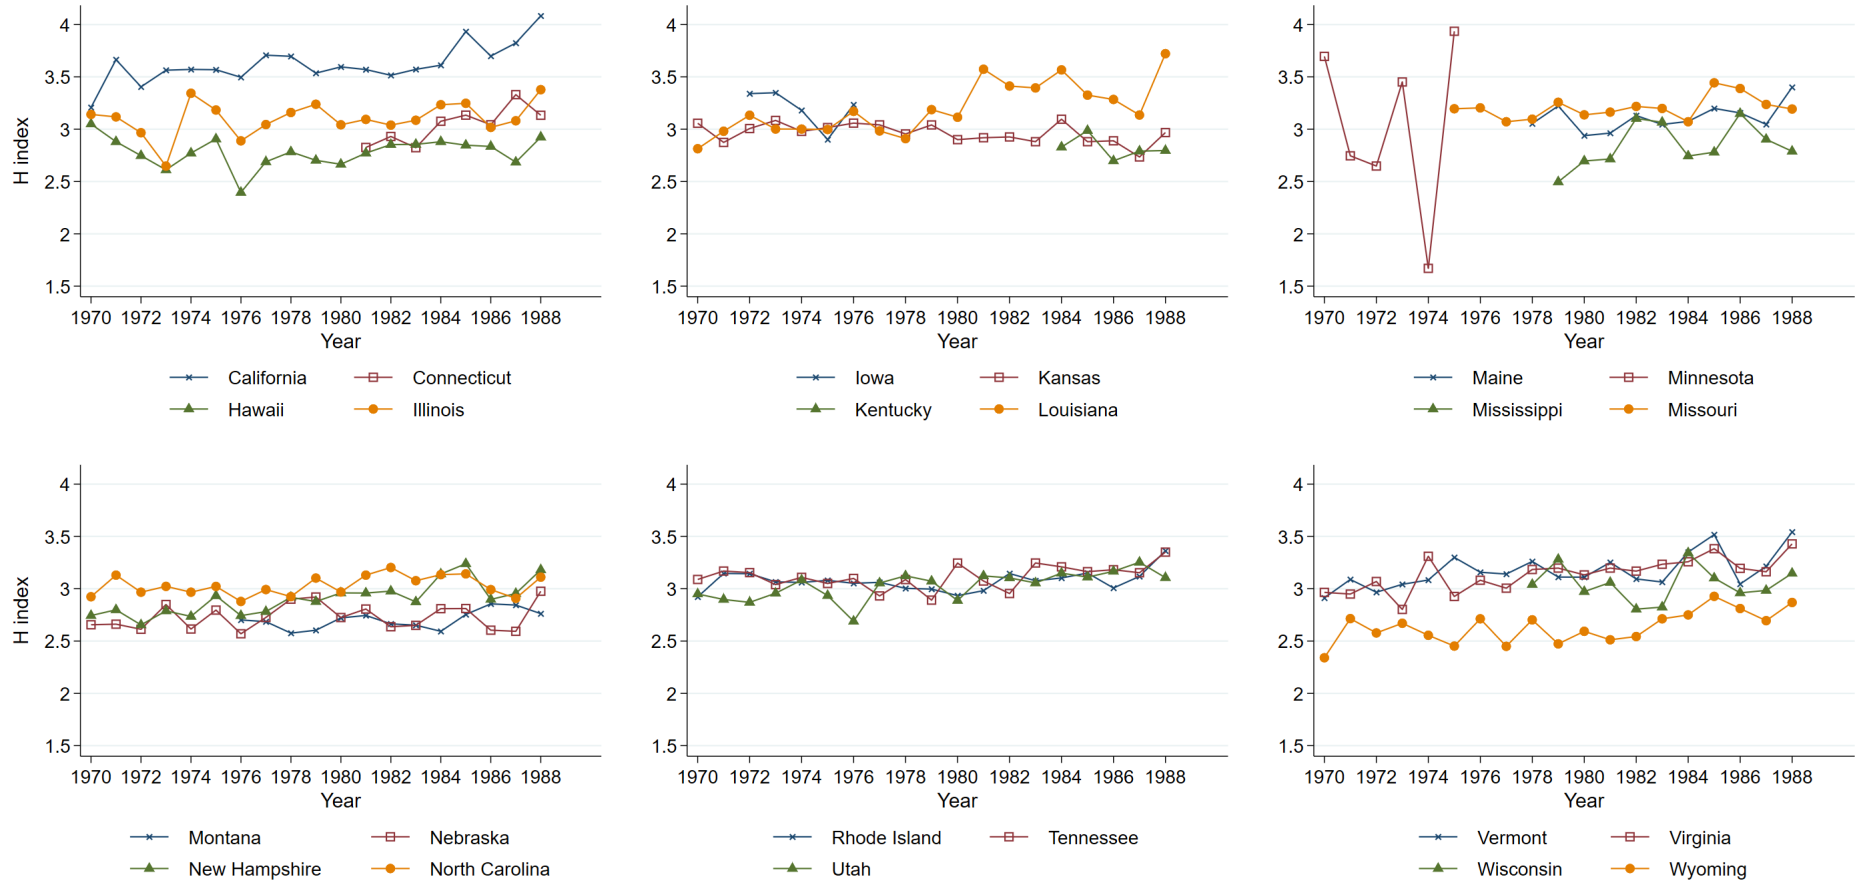 4
3.5
3
2.5
2
1.5
H index
1970 1972 1974 1976 1978 1980 1982 1984 1986 1988
Year
California Connecticut
Hawaii Illinois
4
3.5
3
2.5
2
1.5
1970 1972 1974 1976 1978 1980 1982 1984 1986 1988
Year
Iowa Kansas
Kentucky Louisiana
4
3.5
3
2.5
2
1.5
1970 1972 1974 1976 1978 1980 1982 1984 1986 1988
Year
Maine Minnesota
Mississippi Missouri
4
3.5
3
2.5
2
1.5
H index
1970 1972 1974 1976 1978 1980 1982 1984 1986 1988
Year
Montana Nebraska
New Hampshire North Carolina
4
3.5
3
2.5
2
1.5
1970 1972 1974 1976 1978 1980 1982 1984 1986 1988
Year
Rhode Island Tennessee
Utah
4
3.5
3
2.5
2
1.5
1970 1972 1974 1976 1978 1980 1982 1984 1986 1988
Year
Vermont Virginia
Wisconsin Wyoming